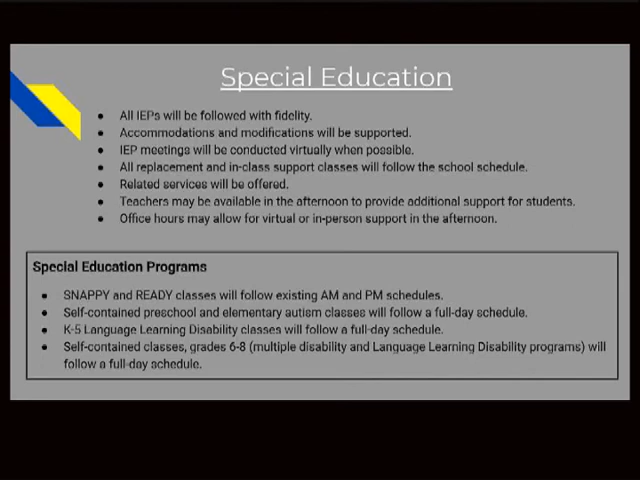 Special Education
● All IEPs will be followed with fidelity.
● Accommodations and modifications will be supported.
● IEP meetings will be conducted virtually when possible.
● All replacement and in-class support classes will follow the school schedule.
● Related services will be offered.
● Teachers may be available in the afternoon to provide additional support for students.
● Office hours may allow for virtual or in-person support in the afternoon.
Special Education Programs
● SNAPPY and READY classes will follow existing AM and PM schedules.
● Self-contained preschool and elementary autism classes will follow a full-day schedule.
● K-5 Language Learning Disability classes will follow a full-day schedule.
● Self-contained classes, grades 6-8 (multiple disability and Language Learning Disability programs) will
follow a full-day schedule.